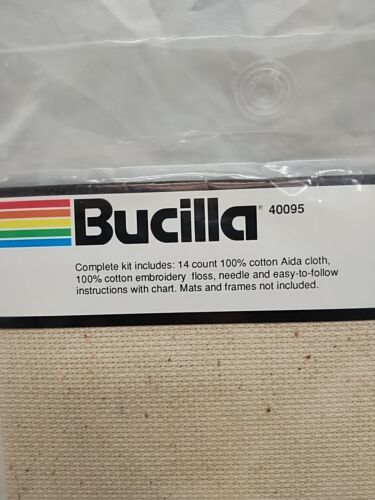 Bucilla® 40095
Complete kit includes: 14 count 100% cotton Aida cloth,
100% cotton embroidery floss, needle and easy-to-follow
instructions with chart. Mats and frames not included.